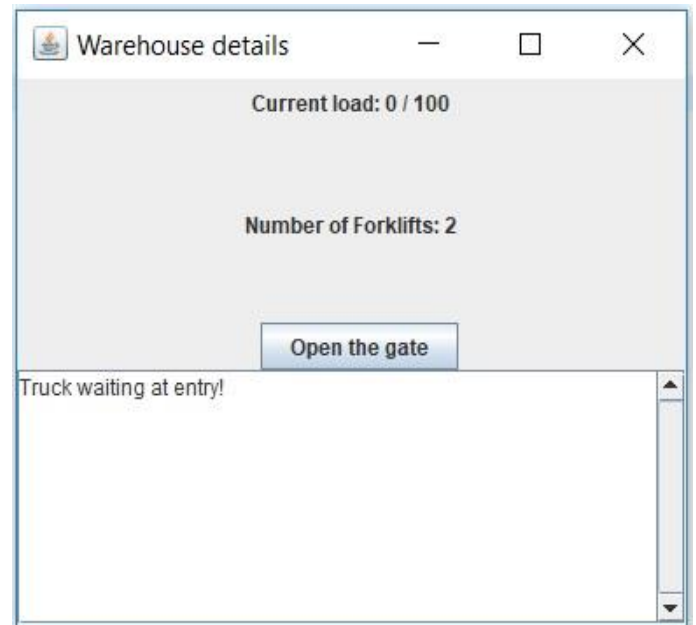 Warehouse details
Current load: 0 / 100
Number of Forklifts: 2
Open the gate
Truck waiting at entry!